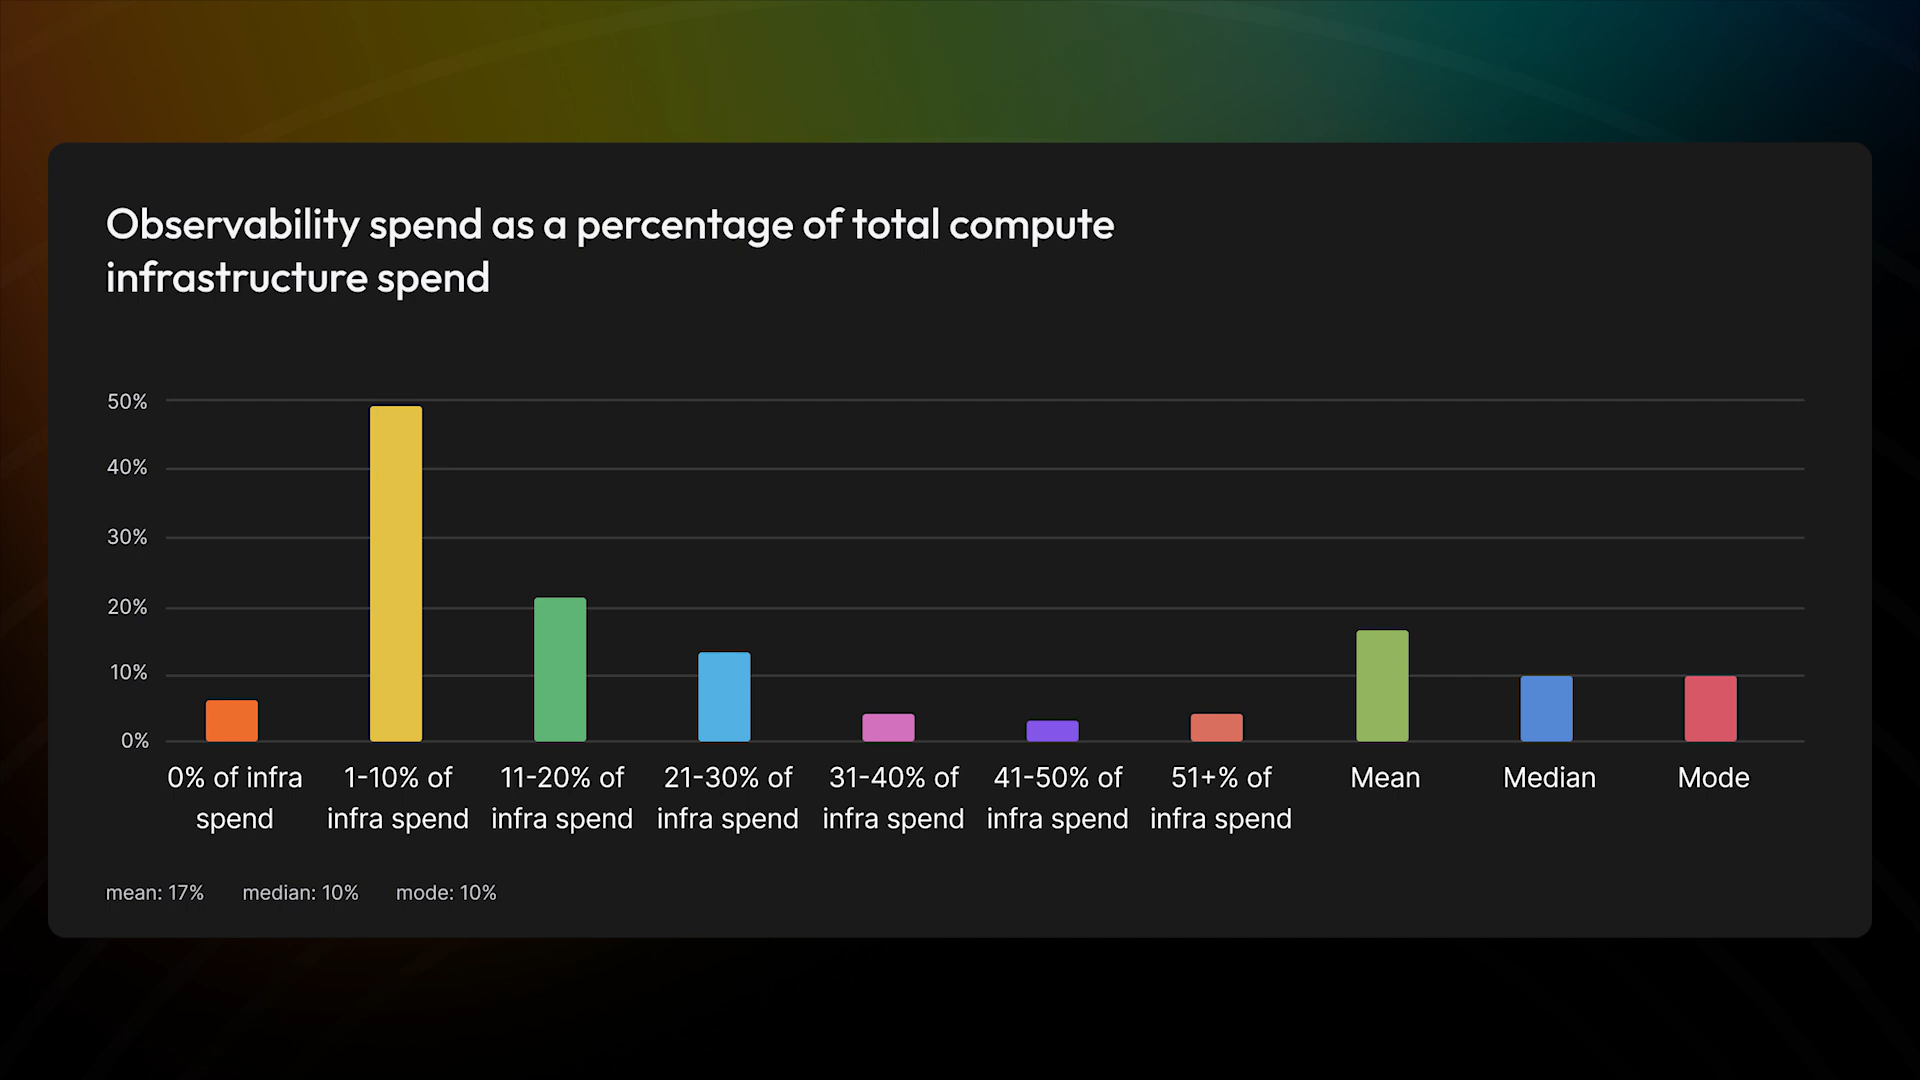 Observability spend as a percentage of total compute
infrastructure spend
50%
40%
30%
20%
10%
0%
0% of infra
spend
1-10% of
infra spend
11-20% of
infra spend
21-30% of
infra spend
31-40% of
infra spend
41-50% of
infra spend
51+% of
infra spend
Mean
Median
Mode
mean: 17%
median: 10%
mode: 10%